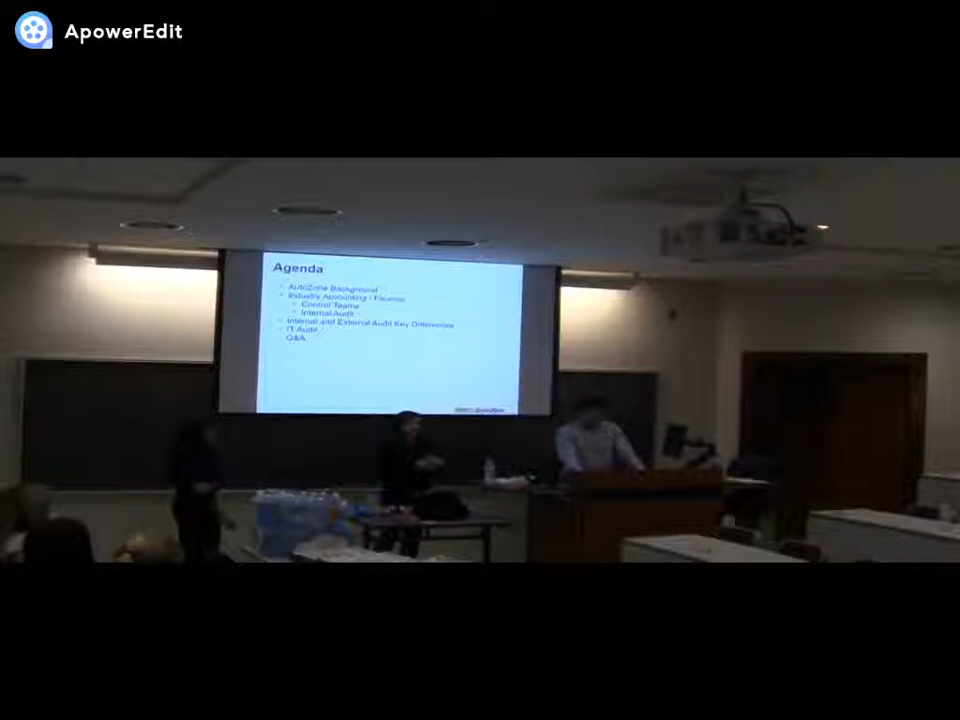 ApowerEdit
Agenda
AutoZone Background
Industry Accounting / Finance
Control Teams
Internal Audit
Internal and External Audit Key Differences
IT Audit
Q&A